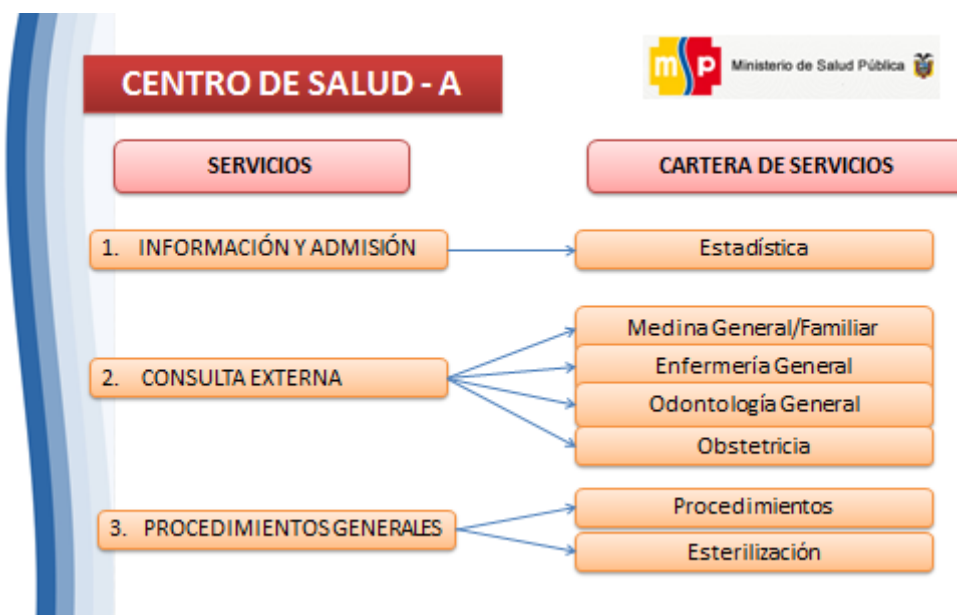 CENTRO DE SALUD - A
msp Ministerio de Salud Pública
SERVICIOS
CARTERA DE SERVICIOS
1. INFORMACIÓN Y ADMISIÓN
Estadística
2. CONSULTA EXTERNA
Medina General/Familiar
Enfermería General
Odontología General
Obstetricia
3. PROCEDIMIENTOS GENERALES
Procedimientos
Esterilización